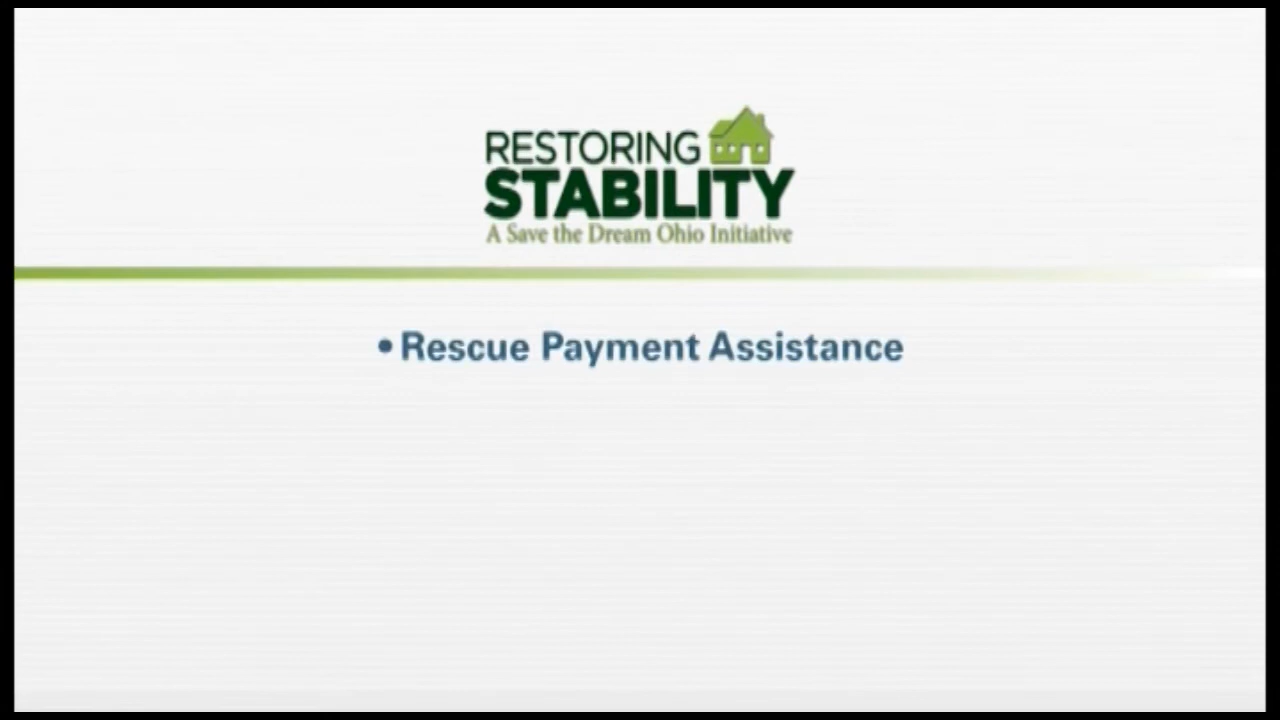 RESTORING
STABILITY
A Save the Dream Ohio Initiative
• Rescue Payment Assistance